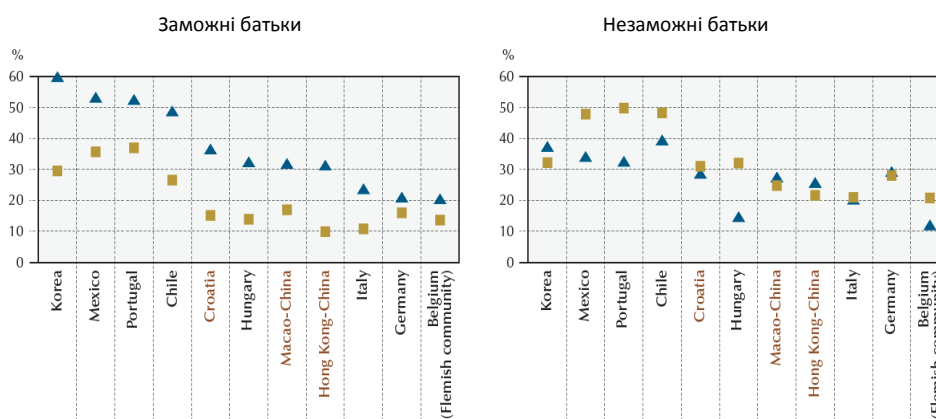 Заможні батьки
%
60
50
40
30
20
10
0
Korea
Mexico
Portugal
Chile
Croatia
Hungary
Macao-China
Hong Kong-China
Italy
Germany
Belgium
(Flemish community)
Незаможні батьки
%
60
50
40
30
20
10
0
Korea
Mexico
Portugal
Chile
Croatia
Hungary
Macao-China
Hong Kong-China
Italy
Germany
Belgium
(Flemish community)